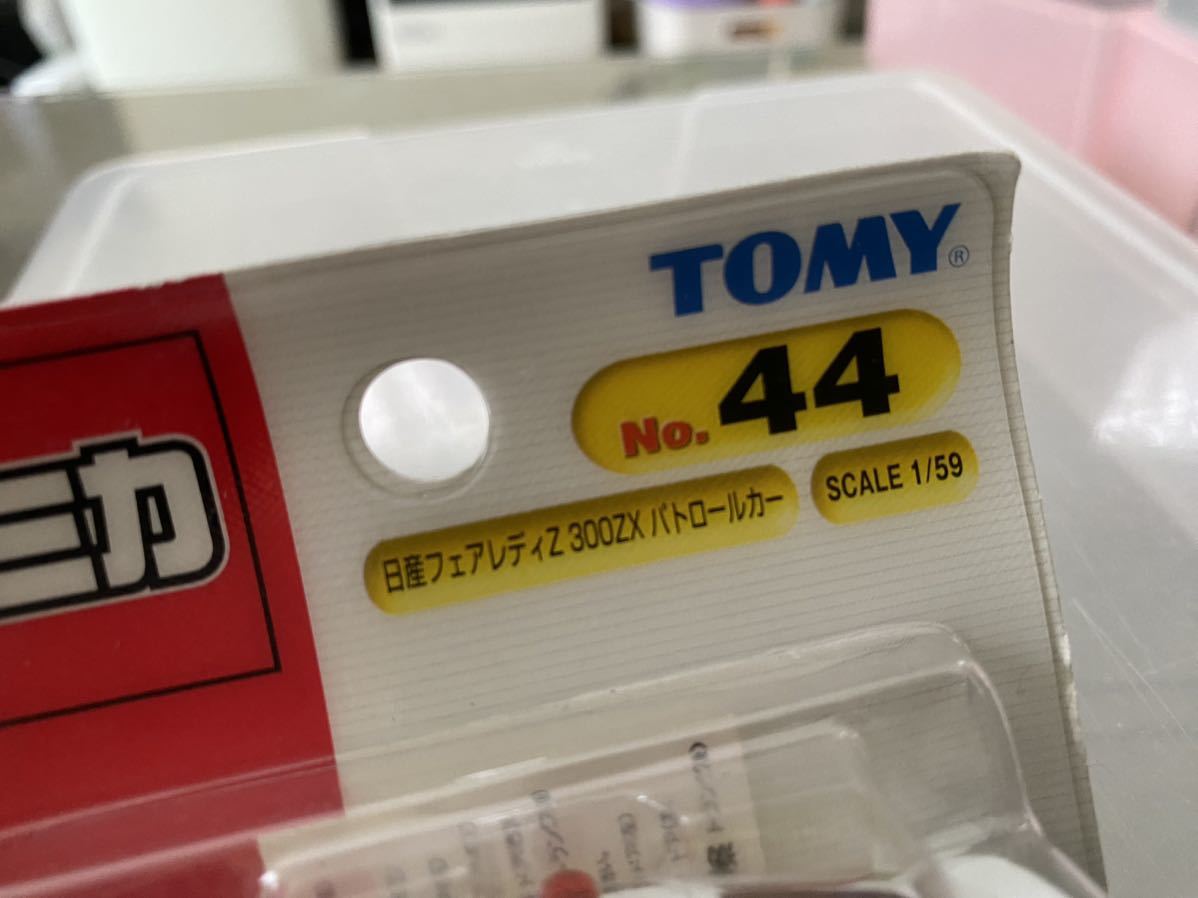 TOMY®
No. 44
日産フェアレディZ 300ZX パトロールカー
SCALE 1/59
ミカ